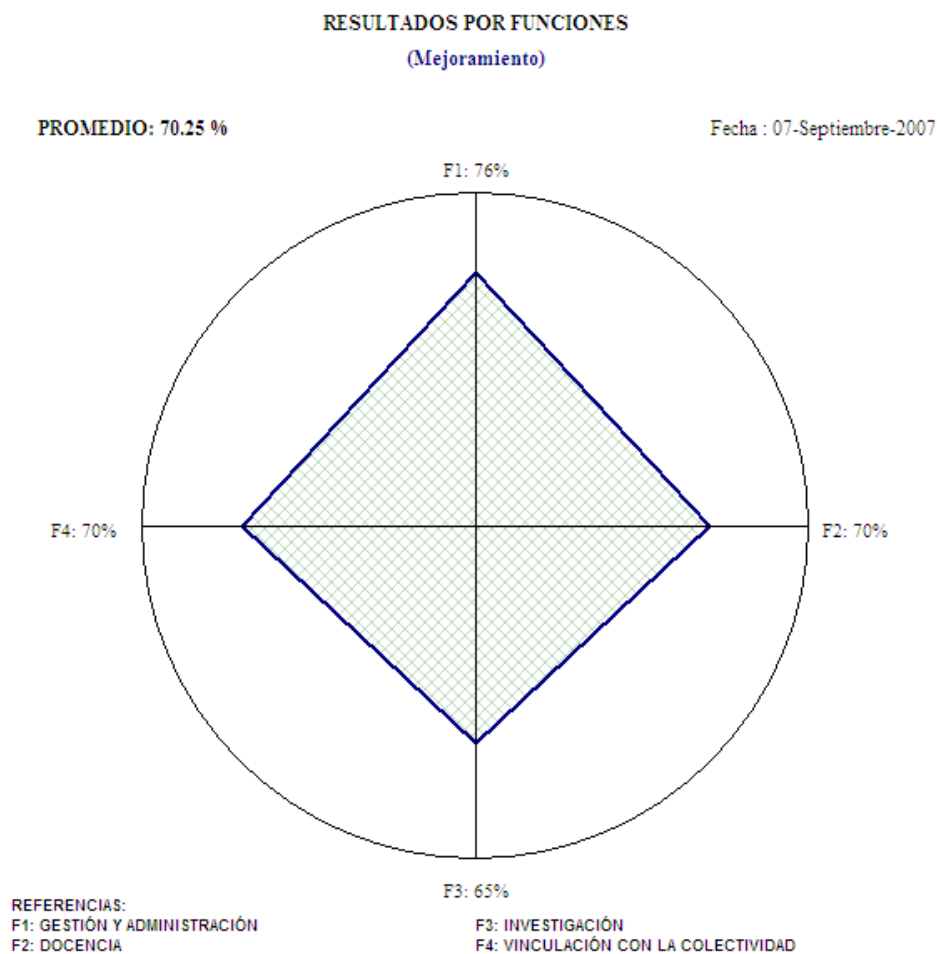 RESULTADOS POR FUNCIONES
(Mejoramiento)
PROMEDIO: 70.25 %
Fecha : 07-Septiembre-2007
F1: 76%
F4: 70%
F2: 70%
F3: 65%
REFERENCIAS:
F1: GESTIÓN Y ADMINISTRACIÓN
F2: DOCENCIA
F3: INVESTIGACIÓN
F4: VINCULACIÓN CON LA COLECTIVIDAD